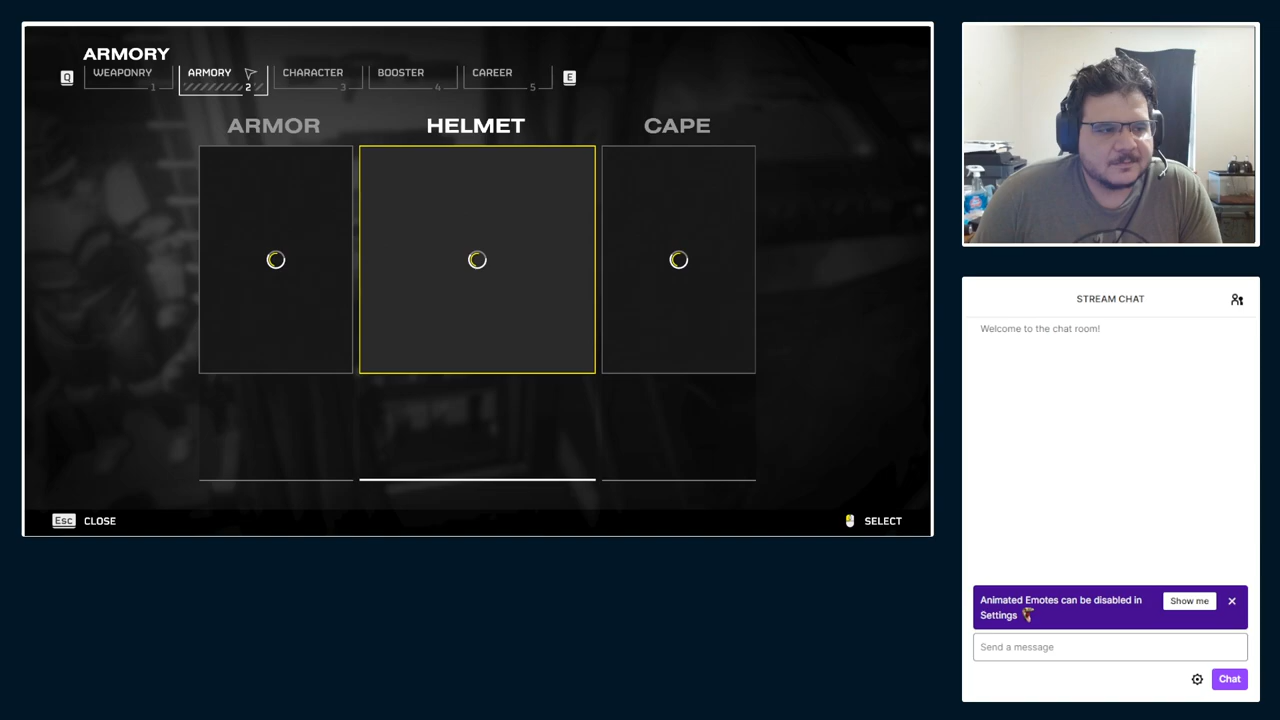 ARMORY
Q
WEAPONRY
1
ARMORY
2
CHARACTER
3
BOOSTER
4
CAREER
5
E
ARMOR
HELMET
CAPE
Esc CLOSE
SELECT
STREAM CHAT
Welcome to the chat room!
Animated Emotes can be disabled in
Settings
Show me
Send a message
Chat